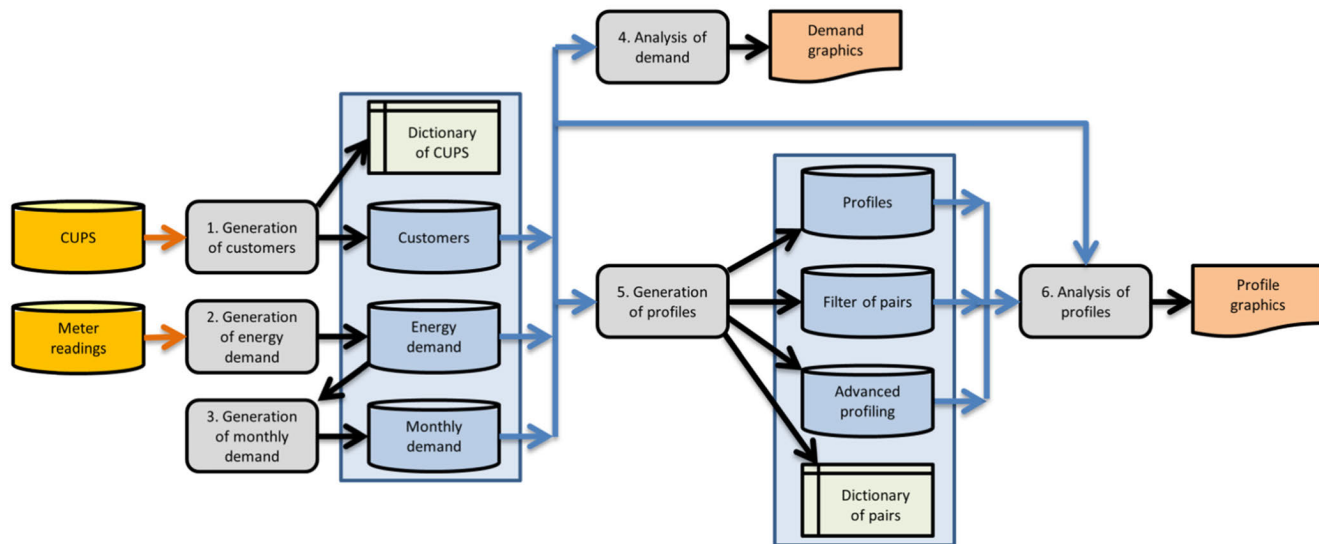 4. Analysis of
demand
Demand
graphics
Dictionary
of CUPS
CUPS
1. Generation
of customers
Customers
Profiles
Meter
readings
2. Generation
of energy
demand
Energy
demand
5. Generation
of profiles
Filter of pairs
6. Analysis of
profiles
Profile
graphics
3. Generation
of monthly
demand
Monthly
demand
Advanced
profiling
Dictionary
of pairs